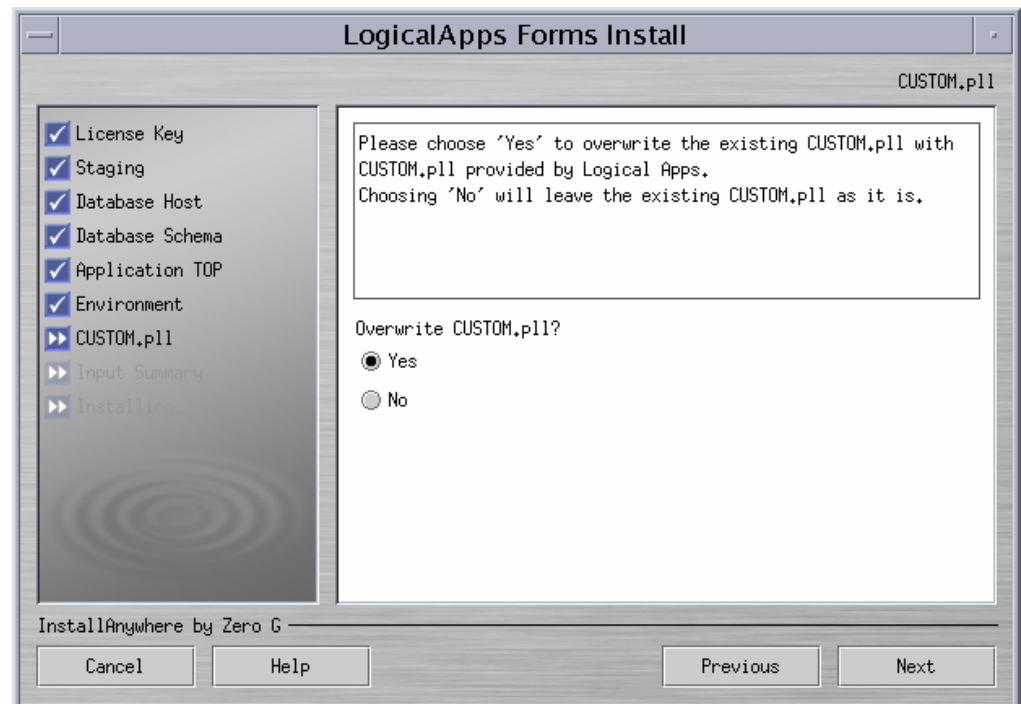 LogicalApps Forms Install
CUSTOM.pll
License Key
Staging
Database Host
Database Schema
Application TOP
Environment
CUSTOM.pll
Input Summary
Installing.
Please choose 'Yes' to overwrite the existing CUSTOM.pll with
CUSTOM.pll provided by Logical Apps.
Choosing 'No' will leave the existing CUSTOM.pll as it is.
Overwrite CUSTOM.pll?
Yes
No
InstallAnywhere by Zero G
Cancel
Help
Previous
Next